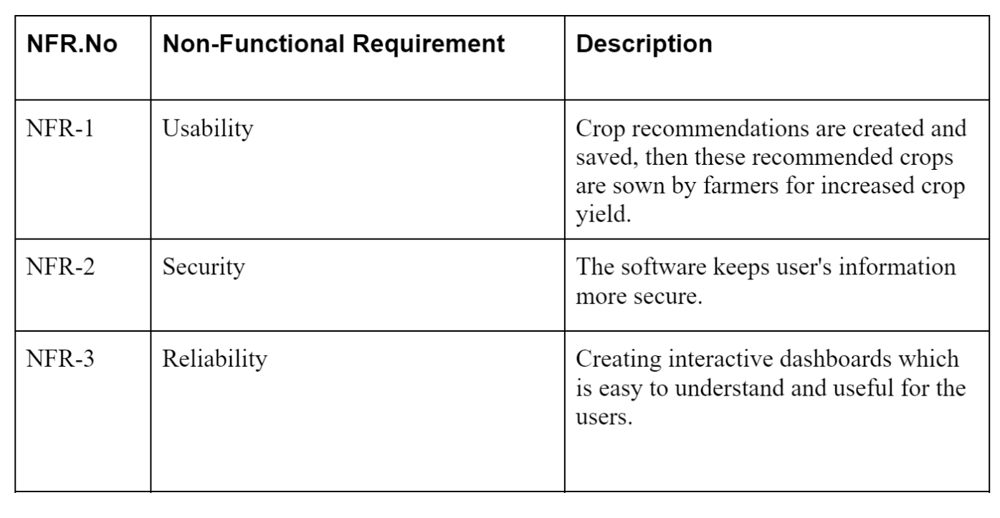 NFR.No Non-Functional Requirement Description
NFR-1 Usability Crop recommendations are created and
saved, then these recommended crops
are sown by farmers for increased crop
yield.
NFR-2 Security The software keeps user's information
more secure.
NFR-3 Reliability Creating interactive dashboards which
is easy to understand and useful for the
users.